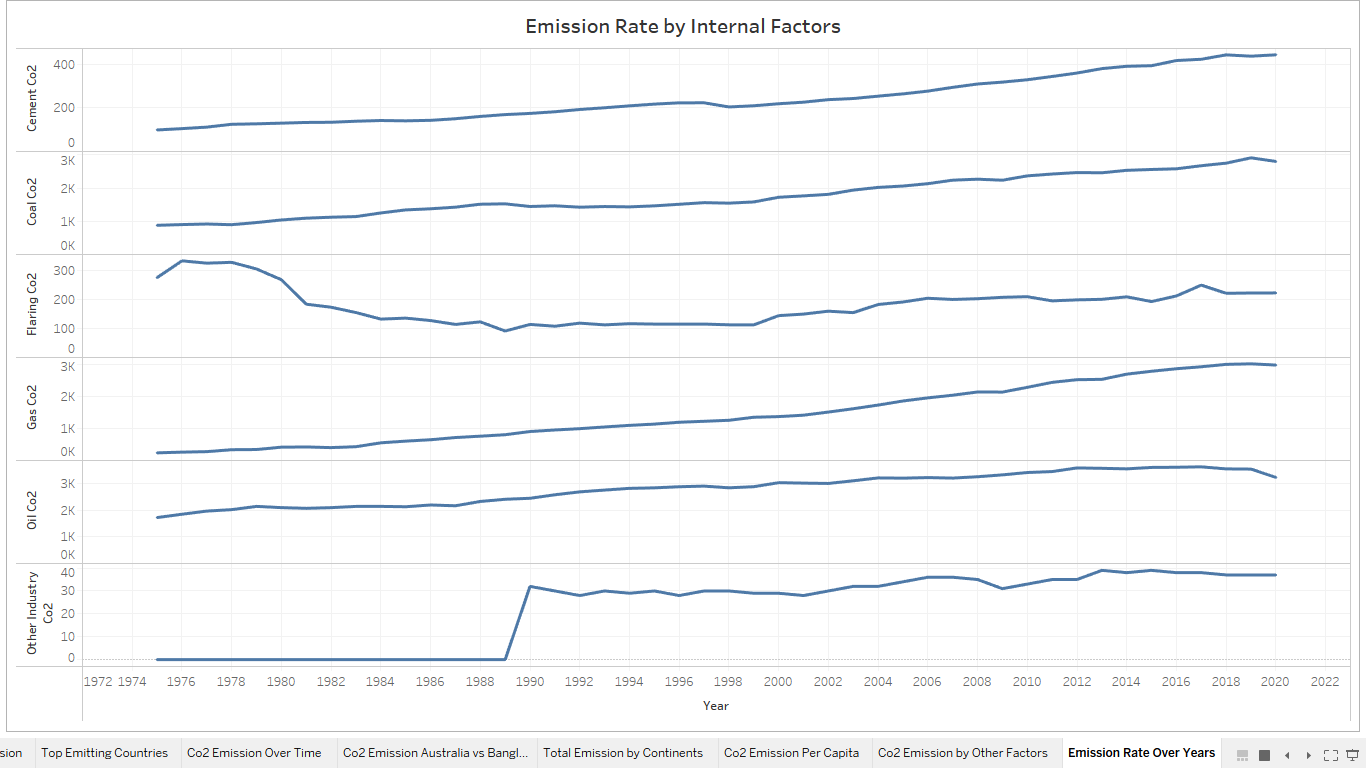 Emission Rate by Internal Factors
Cement Co2
400
200
0
Coal Co2
3K
2K
1K
0K
Flaring Co2
300
200
100
0
Gas Co2
3K
2K
1K
0K
Oil Co2
3K
2K
1K
0K
Other Industry
Co2
40
30
20
10
0
1972 1974 1976 1978 1980 1982 1984 1986 1988 1990 1992 1994 1996 1998 2000 2002 2004 2006 2008 2010 2012 2014 2016 2018 2020 2022
Year
sion Top Emitting Countries Co2 Emission Over Time Co2 Emission Australia vs Bangl... Total Emission by Continents Co2 Emission Per Capita Co2 Emission by Other Factors Emission Rate Over Years